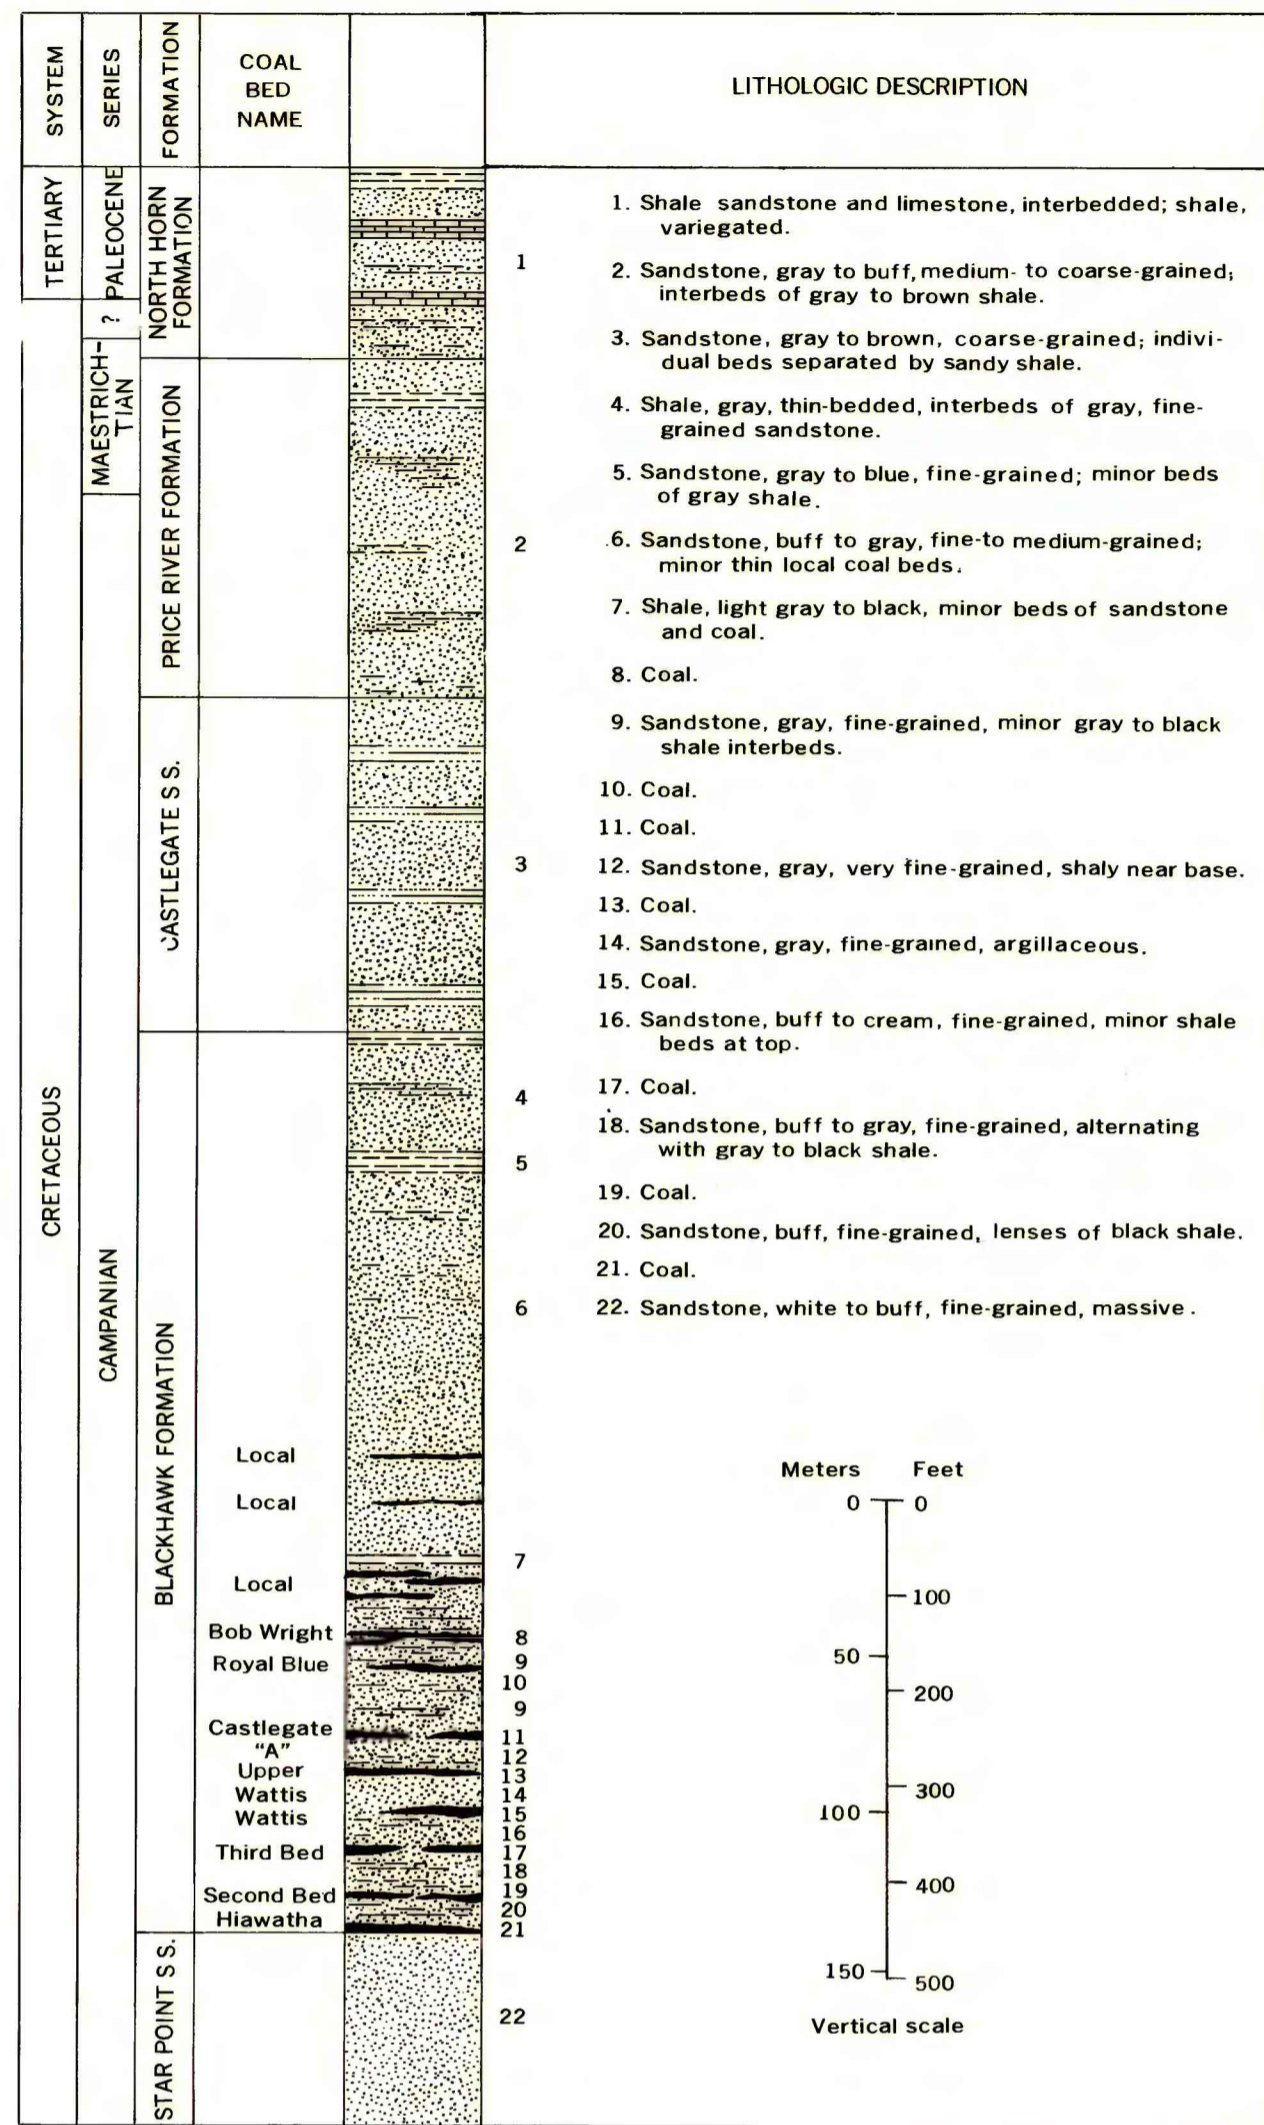 SYSTEM
SERIES
FORMATION
COAL
BED
NAME
LITHOLOGIC DESCRIPTION
TERTIARY
CRETACEOUS
PALEOCENE
?
MAESTRICH-
TIAN
CAMPANIAN
NORTH HORN
FORMATION
PRICE RIVER FORMATION
CASTLEGATE S S.
BLACKHAWK FORMATION
STAR POINT S S.
Local
Local
Local
Bob Wright
Royal Blue
Castlegate
"A"
Upper
Wattis
Wattis
Third Bed
Second Bed
Hiawatha
1
2
3
4
5
6
7
8
9
10
9
11
12
13
14
15
16
17
18
19
20
21
22
1. Shale sandstone and limestone, interbedded; shale,
variegated.
2. Sandstone, gray to buff, medium- to coarse-grained;
interbeds of gray to brown shale.
3. Sandstone, gray to brown, coarse-grained; indivi-
dual beds separated by sandy shale.
4. Shale, gray, thin-bedded, interbeds of gray, fine-
grained sandstone.
5. Sandstone, gray to blue, fine-grained; minor beds
of gray shale.
6. Sandstone, buff to gray, fine-to medium-grained;
minor thin local coal beds.
7. Shale, light gray to black, minor beds of sandstone
and coal.
8. Coal.
9. Sandstone, gray, fine-grained, minor gray to black
shale interbeds.
10. Coal.
11. Coal.
12. Sandstone, gray, very fine-grained, shaly near base.
13. Coal.
14. Sandstone, gray, fine-grained, argillaceous.
15. Coal.
16. Sandstone, buff to cream, fine-grained, minor shale
beds at top.
17. Coal.
18. Sandstone, buff to gray, fine-grained, alternating
with gray to black shale.
19. Coal.
20. Sandstone, buff, fine-grained, lenses of black shale.
21. Coal.
22. Sandstone, white to buff, fine-grained, massive.
Meters Feet
0 0
100
50
200
300
100
400
150
500
Vertical scale